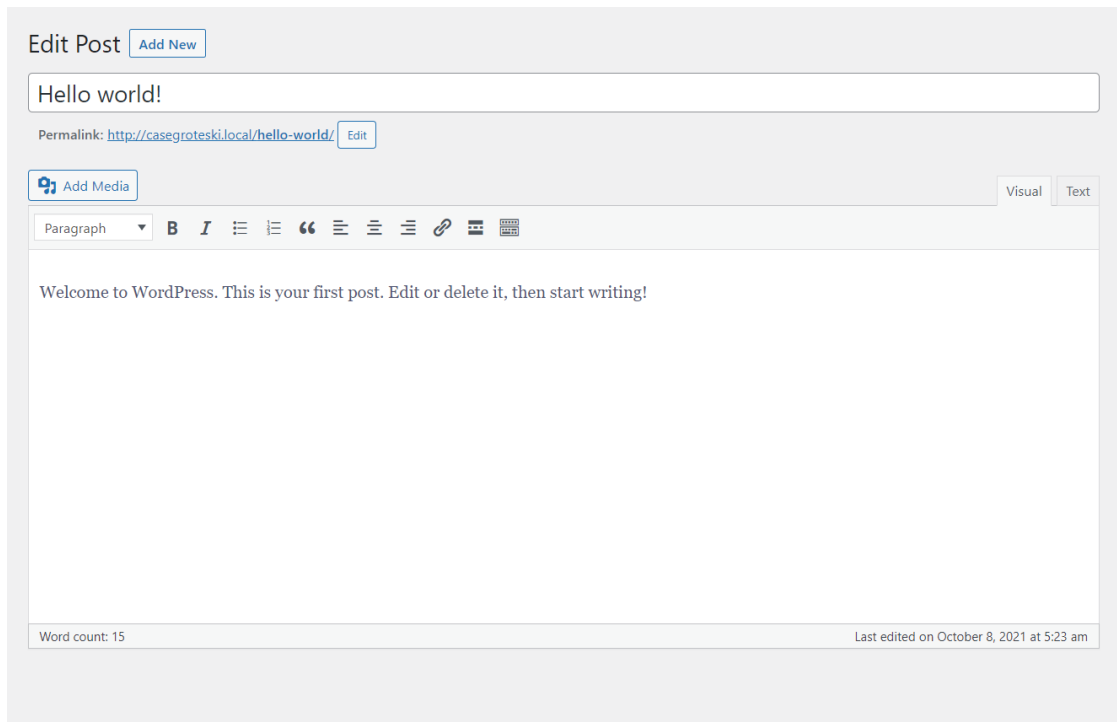 Edit Post Add New
Hello world!
Permalink: http://casegroteski.local/hello-world/ Edit
Add Media
Visual Text
Paragraph B I
Welcome to WordPress. This is your first post. Edit or delete it, then start writing!
Word count: 15 Last edited on October 8, 2021 at 5:23 am